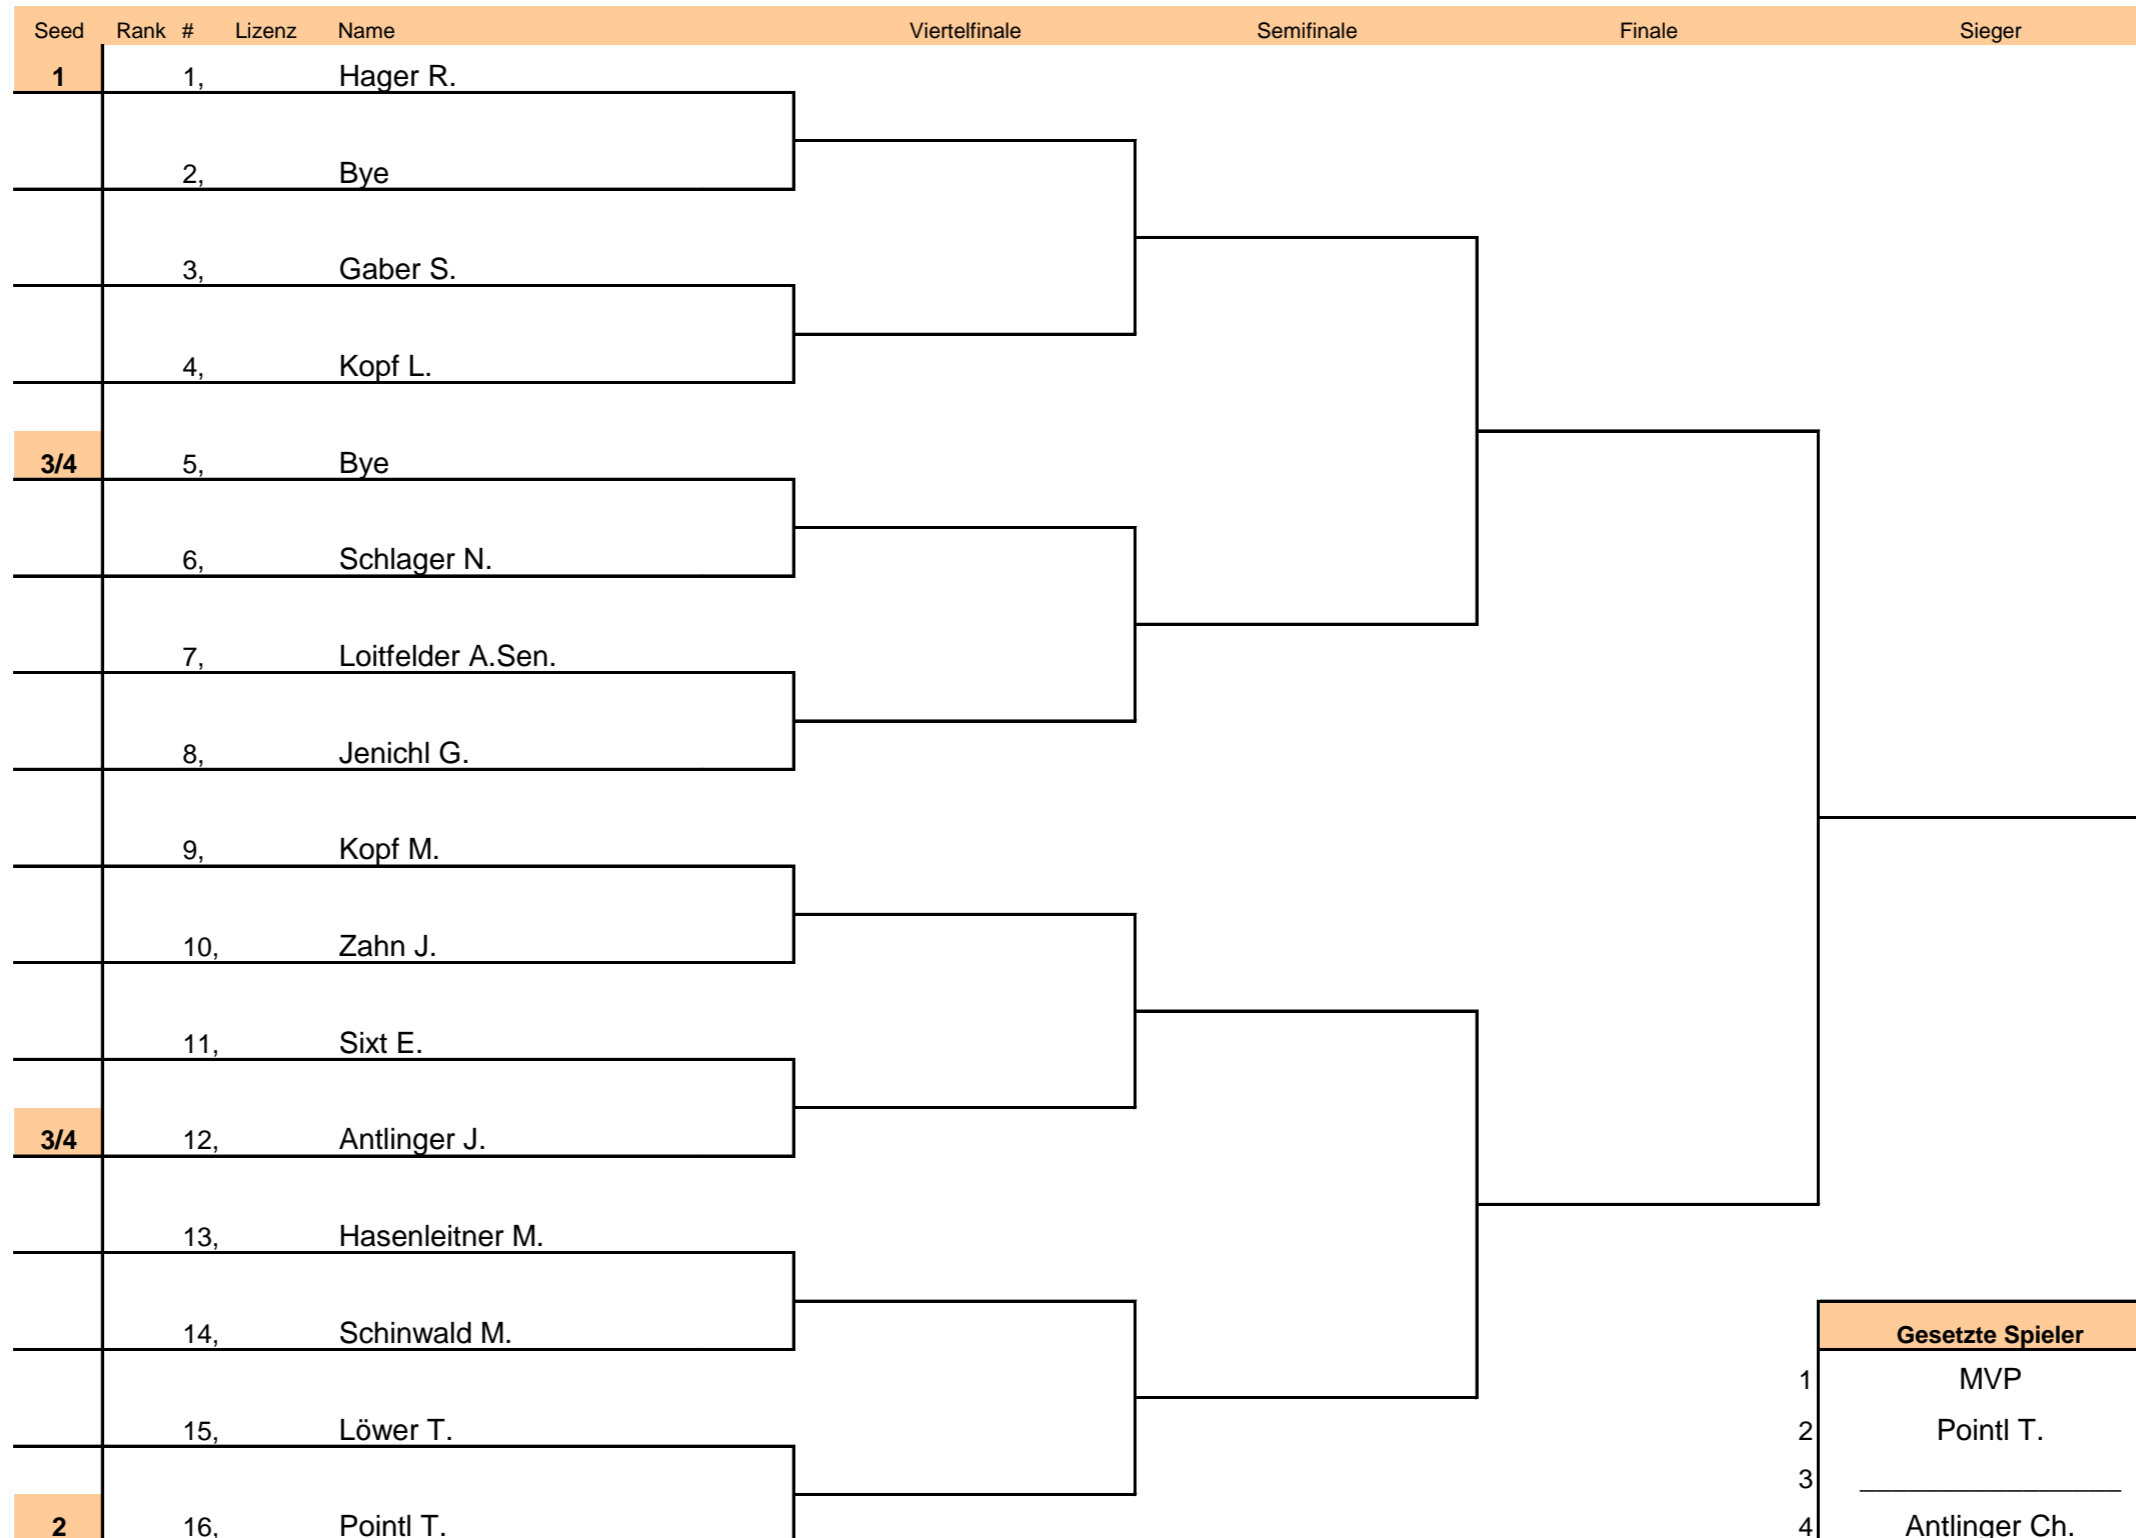 Seed Rank # Lizenz Name Viertelfinale Semifinale Finale Sieger
1 1, Hager R.
2, Bye
3, Gaber S.
4, Kopf L.
3/4 5, Bye
6, Schlager N.
7, Loitfelder A.Sen.
8, Jenichl G.
9, Kopf M.
10, Zahn J.
11, Sixt E.
3/4 12, Antlinger J.
13, Hasenleitner M.
14, Schinwald M. Gesetzte Spieler
1 MVP
15, Löwer T. 2 Pointl T.
3
2 16, Pointl T. 4 Antlinger Ch.